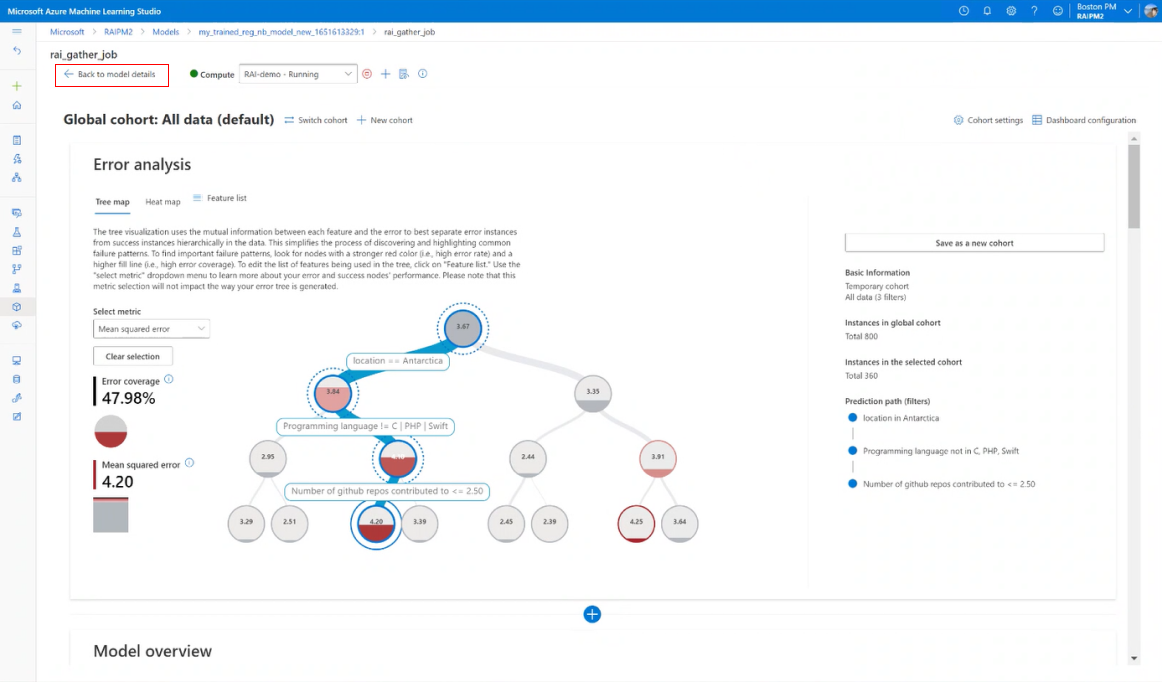 Microsoft Azure Machine Learning Studio
Boston PM
RAIPM2
Microsoft > RAIPM2 > Models > my_trained_reg_nb_model_new_1651613329:1 > rai_gather_job
rai_gather_job
Back to model details
Compute
RAI-demo - Running
Global cohort: All data (default)
Switch cohort
New cohort
Cohort settings
Dashboard configuration
Error analysis
Tree map
Heat map
Feature list
The tree visualization uses the mutual information between each feature and the error to best separate error instances
from success instances hierarchically in the data. This simplifies the process of discovering and highlighting common
failure patterns. To find important failure patterns, look for nodes with a stronger red color (i.e., high error rate) and a
higher fill line (i.e., high error coverage). To edit the list of features being used in the tree, click on "Feature list." Use the
"select metric" dropdown menu to learn more about your error and success nodes' performance. Please note that this
metric selection will not impact the way your error tree is generated.
Select metric
Mean squared error
Clear selection
Error coverage
47.98%
Mean squared error
4.20
3.67
location == Antarctica
3.84
3.35
Programming language != C | PHP | Swift
2.95
2.44
3.91
Number of github repos contributed to <= 2.50
3.29
2.51
4.20
3.39
2.45
2.39
4.25
3.64
Save as a new cohort
Basic Information
Temporary cohort
All data (3 filters)
Instances in global cohort
Total 800
Instances in the selected cohort
Total 360
Prediction path (filters)
location in Antarctica
Programming language not in C, PHP, Swift
Number of github repos contributed to <= 2.50
Model overview